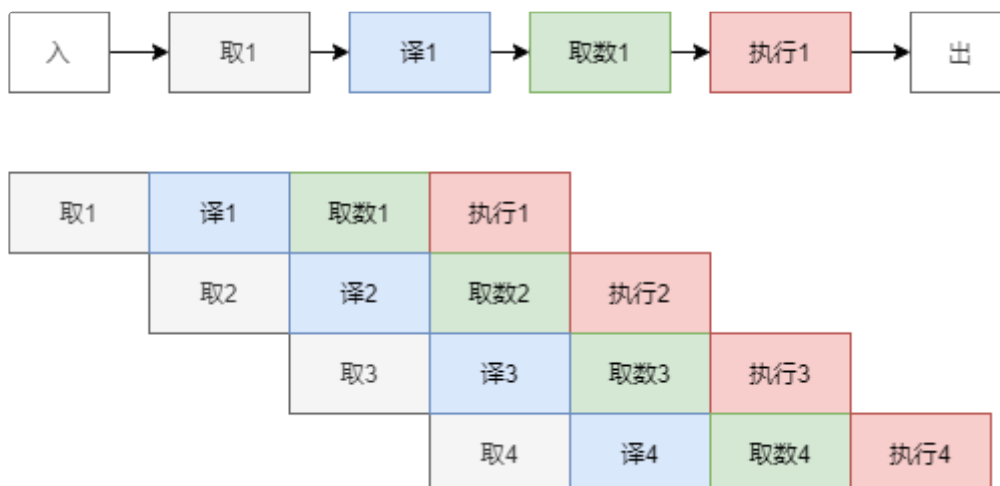 入 取1 译1 取数1 执行1 出
取1 译1 取数1 执行1
取2 译2 取数2 执行2
取3 译3 取数3 执行3
取4 译4 取数4 执行4